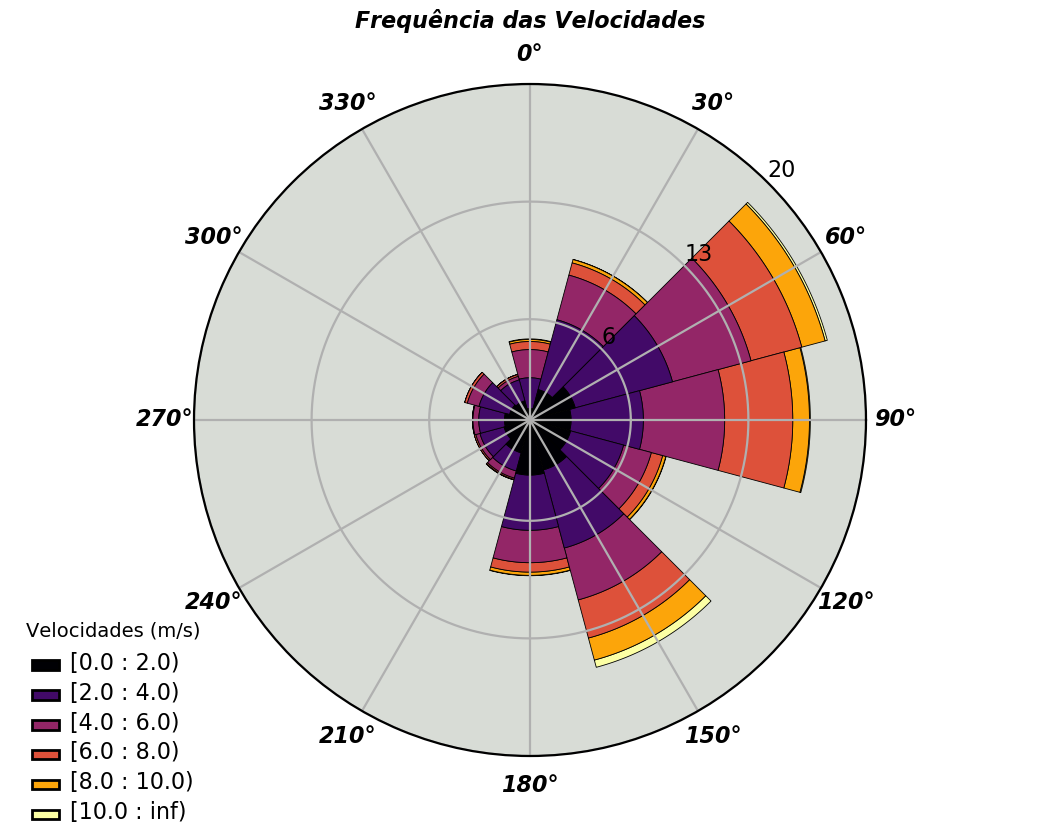 Frequência das Velocidades
0°
330°
30°
20
300°
60°
13
6
270°
90°
240°
120°
210°
150°
180°
Velocidades (m/s)
[0.0 : 2.0)
[2.0 : 4.0)
[4.0 : 6.0)
[6.0 : 8.0)
[8.0 : 10.0)
[10.0 : inf)